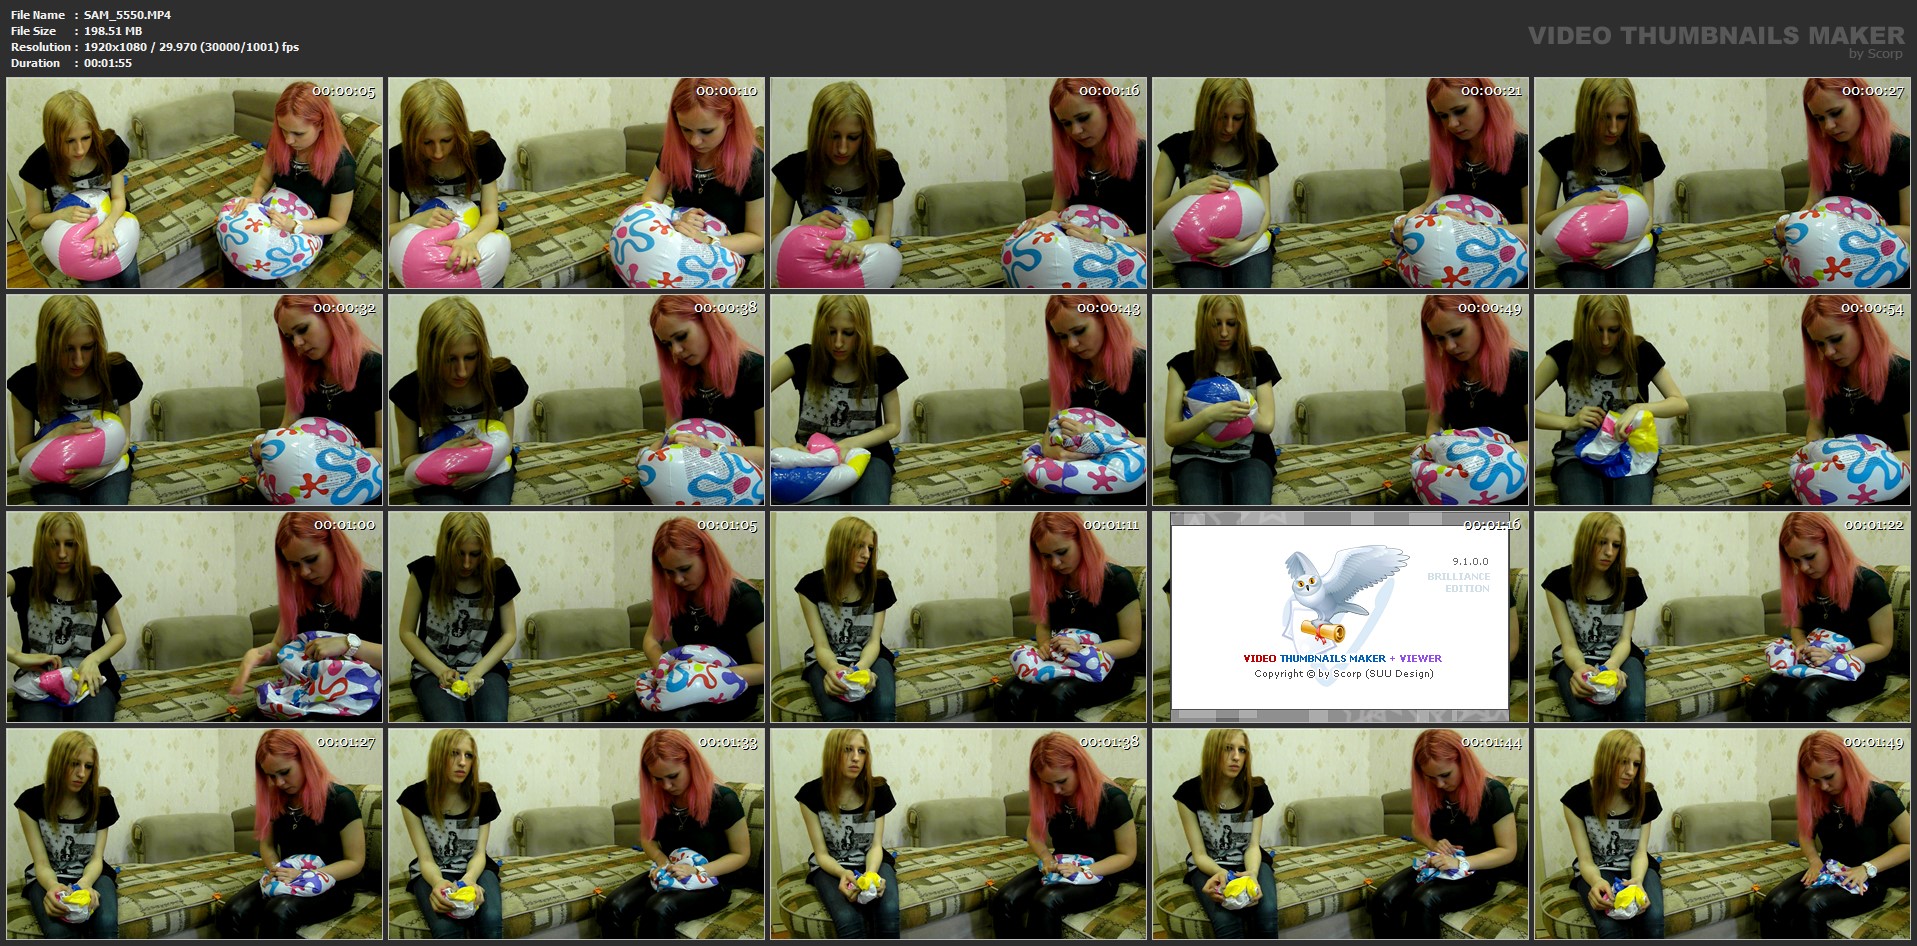 File Name : SAM_5550.MP4
File Size : 198.51 MB
Resolution : 1920x1080 / 29.970 (30000/1001) fps
Duration : 00:01:55
VIDEO THUMBNAILS MAKER
by Scorp
00:00:05
00:00:10
00:00:16
00:00:21
00:00:27
00:00:32
00:00:38
00:00:43
00:00:49
00:00:54
00:01:00
00:01:05
00:01:11
00:01:16
9.1.0.0
BRILLIANCE
EDITION
VIDEO THUMBNAILS MAKER + VIEWER
Copyright © by Scorp (SUU Design)
00:01:22
00:01:27
00:01:33
00:01:38
00:01:44
00:01:49